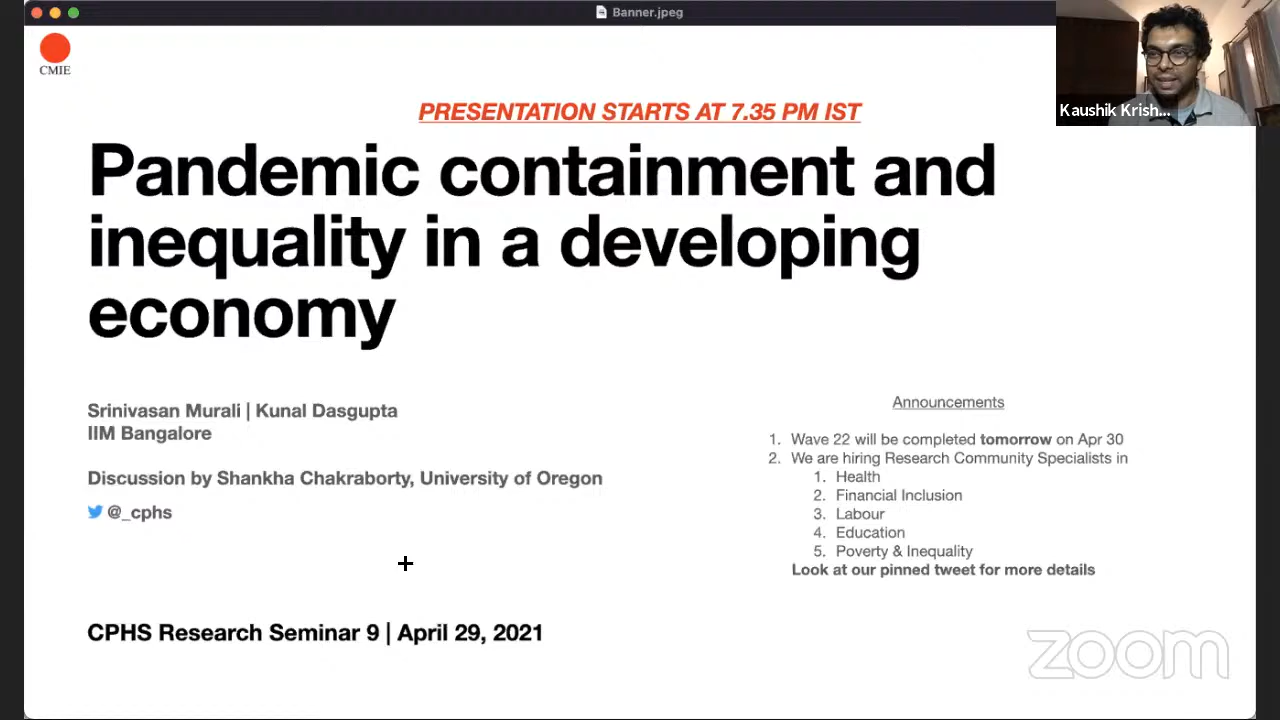 Banner.jpeg
CMIE
Kaushik Krish...
PRESENTATION STARTS AT 7.35 PM IST
Pandemic containment and
inequality in a developing
economy
Srinivasan Murali | Kunal Dasgupta
IIM Bangalore
Discussion by Shankha Chakraborty, University of Oregon
@_cphs
Announcements
1. Wave 22 will be completed tomorrow on Apr 30
2. We are hiring Research Community Specialists in
1. Health
2. Financial Inclusion
3. Labour
4. Education
5. Poverty & Inequality
Look at our pinned tweet for more details
CPHS Research Seminar 9 | April 29, 2021
zoom